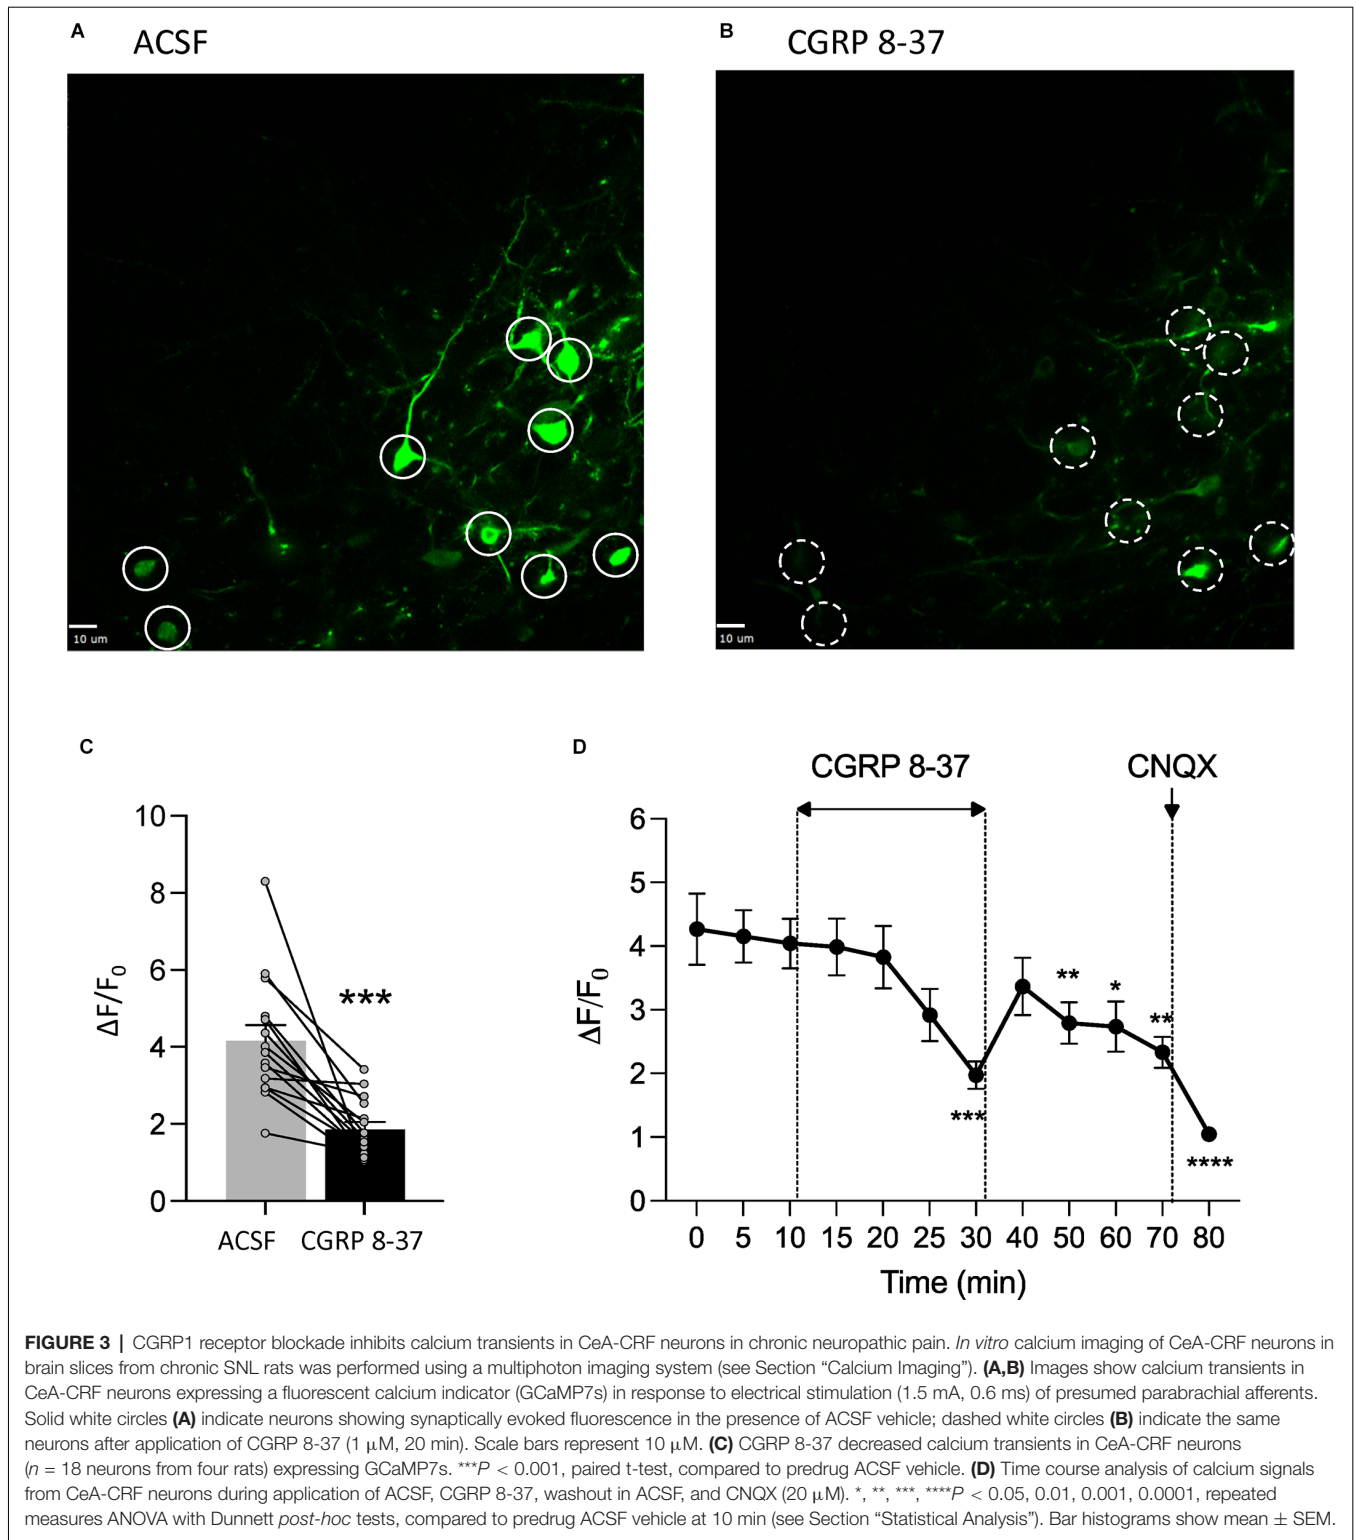 A
ACSF
B
CGRP 8-37
10 um
10 um
C
10
8
6
4
2
0
ΔF/F0
***
ACSF CGRP 8-37
D
CGRP 8-37
CNQX
6
5
4
3
2
1
0
ΔF/F0
**
*
**
***
****
0 5 10 15 20 25 30 40 50 60 70 80
Time (min)
FIGURE 3 | CGRP1 receptor blockade inhibits calcium transients in CeA-CRF neurons in chronic neuropathic pain. In vitro calcium imaging of CeA-CRF neurons in
brain slices from chronic SNL rats was performed using a multiphoton imaging system (see Section “Calcium Imaging”). (A,B) Images show calcium transients in
CeA-CRF neurons expressing a fluorescent calcium indicator (GCaMP7s) in response to electrical stimulation (1.5 mA, 0.6 ms) of presumed parabrachial afferents.
Solid white circles (A) indicate neurons showing synaptically evoked fluorescence in the presence of ACSF vehicle; dashed white circles (B) indicate the same
neurons after application of CGRP 8-37 (1 μM, 20 min). Scale bars represent 10 μM. (C) CGRP 8-37 decreased calcium transients in CeA-CRF neurons
(n = 18 neurons from four rats) expressing GCaMP7s. ***P < 0.001, paired t-test, compared to predrug ACSF vehicle. (D) Time course analysis of calcium signals
from CeA-CRF neurons during application of ACSF, CGRP 8-37, washout in ACSF, and CNQX (20 μM). *, **, ***, ****P < 0.05, 0.01, 0.001, 0.0001, repeated
measures ANOVA with Dunnett post-hoc tests, compared to predrug ACSF vehicle at 10 min (see Section “Statistical Analysis”). Bar histograms show mean ± SEM.